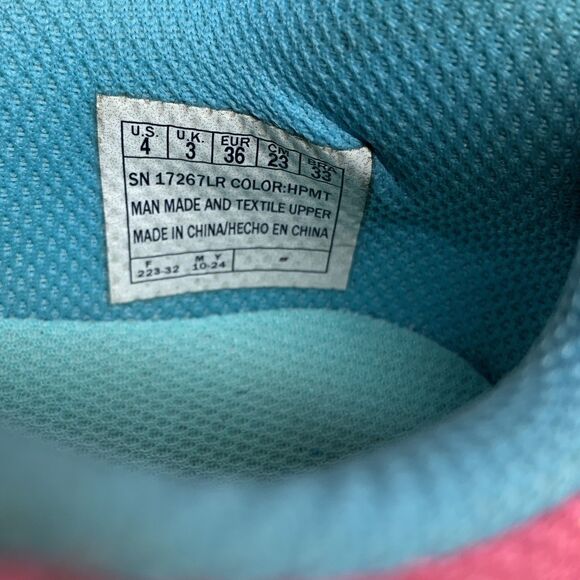 U.S. U.K. EUR CM BRA
4 3 36 23 33
SN 17267LR COLOR:HPMT
MAN MADE AND TEXTILE UPPER
MADE IN CHINA/HECHO EN CHINA
F M Y
223-32 10-24